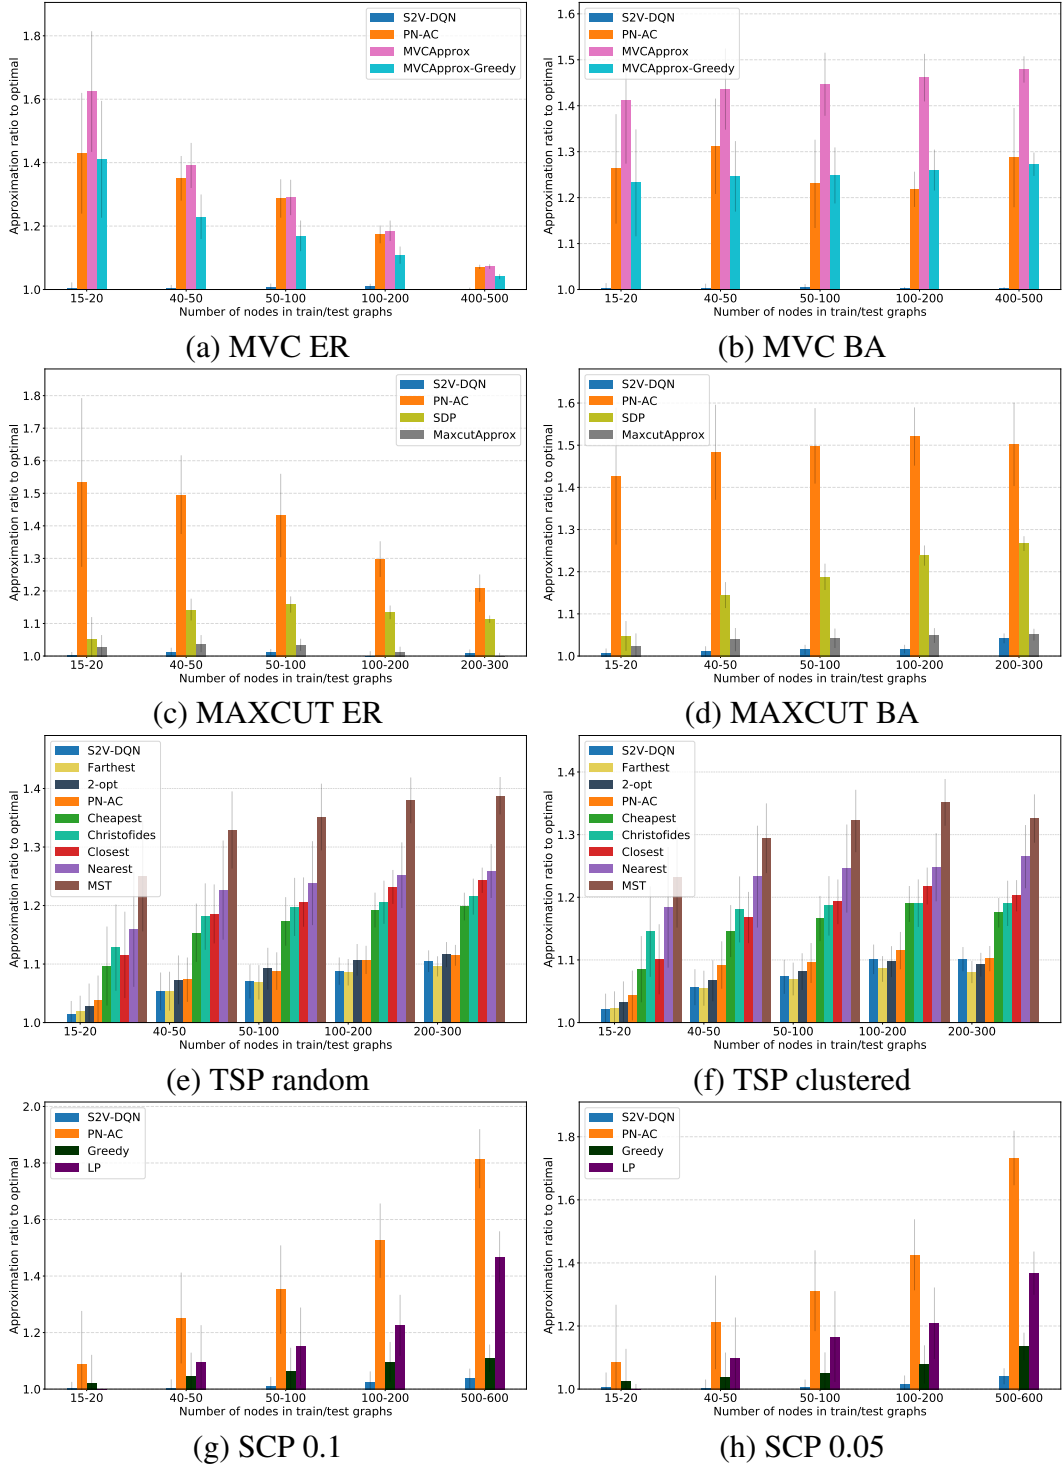 Approximation ratio to optimal
1.8
1.6
1.4
1.2
1.0
S2V-DQN
PN-AC
MVCApprox
MVCApprox-Greedy
15-20 40-50 50-100 100-200 400-500
Number of nodes in train/test graphs
(a) MVC ER
Approximation ratio to optimal
1.6
1.5
1.4
1.3
1.2
1.1
1.0
S2V-DQN
PN-AC
MVCApprox
MVCApprox-Greedy
15-20 40-50 50-100 100-200 400-500
Number of nodes in train/test graphs
(b) MVC BA
Approximation ratio to optimal
1.8
1.7
1.6
1.5
1.4
1.3
1.2
1.1
1.0
S2V-DQN
PN-AC
SDP
MaxcutApprox
15-20 40-50 50-100 100-200 200-300
Number of nodes in train/test graphs
(c) MAXCUT ER
Approximation ratio to optimal
1.6
1.5
1.4
1.3
1.2
1.1
1.0
S2V-DQN
PN-AC
SDP
MaxcutApprox
15-20 40-50 50-100 100-200 200-300
Number of nodes in train/test graphs
(d) MAXCUT BA
Approximation ratio to optimal
1.4
1.3
1.2
1.1
1.0
S2V-DQN
Farthest
2-opt
PN-AC
Cheapest
Christofides
Closest
Nearest
MST
15-20 40-50 50-100 100-200 200-300
Number of nodes in train/test graphs
(e) TSP random
Approximation ratio to optimal
1.4
1.3
1.2
1.1
1.0
S2V-DQN
Farthest
2-opt
PN-AC
Cheapest
Christofides
Closest
Nearest
MST
15-20 40-50 50-100 100-200 200-300
Number of nodes in train/test graphs
(f) TSP clustered
Approximation ratio to optimal
2.0
1.8
1.6
1.4
1.2
1.0
S2V-DQN
PN-AC
Greedy
LP
15-20 40-50 50-100 100-200 500-600
Number of nodes in train/test graphs
(g) SCP 0.1
Approximation ratio to optimal
1.8
1.6
1.4
1.2
1.0
S2V-DQN
PN-AC
Greedy
LP
15-20 40-50 50-100 100-200 500-600
Number of nodes in train/test graphs
(h) SCP 0.05